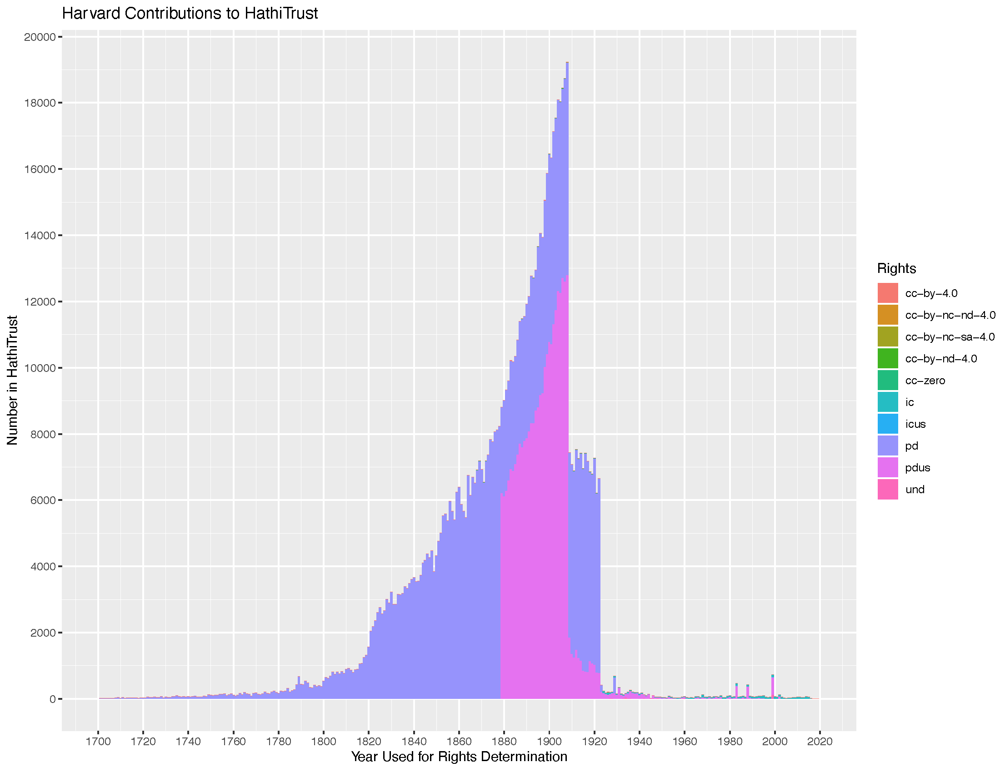 Harvard Contributions to HathiTrust
Number in HathiTrust
20000
18000
16000
14000
12000
10000
8000
6000
4000
2000
0
1700 1720 1740 1760 1780 1800 1820 1840 1860 1880 1900 1920 1940 1960 1980 2000 2020
Year Used for Rights Determination
Rights
cc−by−4.0
cc−by−nc−nd−4.0
cc−by−nc−sa−4.0
cc−by−nd−4.0
cc−zero
ic
icus
pd
pdus
und